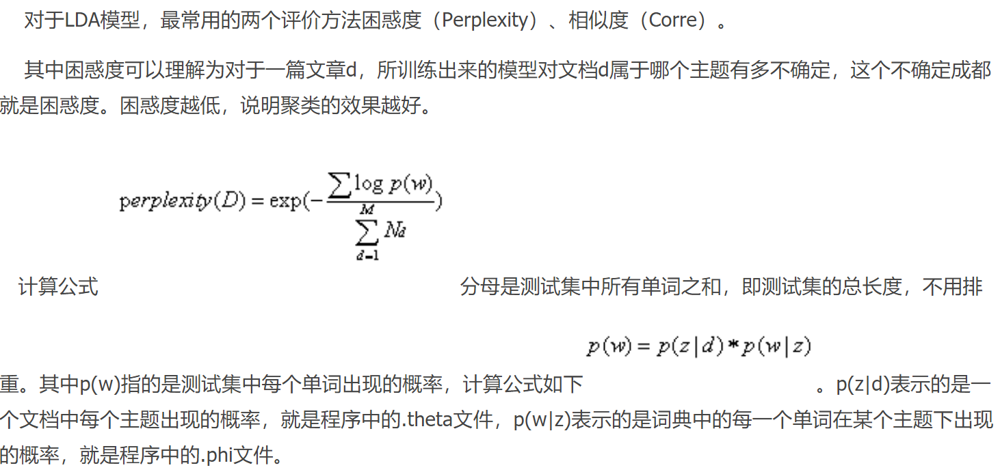 对于LDA模型，最常用的两个评价方法困惑度（Perplexity）、相似度（Corre）。
其中困惑度可以理解为对于一篇文章d，所训练出来的模型对文档d属于哪个主题有多不确定，这个不确定成都
就是困惑度。困惑度越低，说明聚类的效果越好。
perplexity(D) = exp(-\frac{\sum \log p(w)}{\sum_{d=1}^{M} N_d})
计算公式 分母是测试集中所有单词之和，即测试集的总长度，不用排
p(w) = p(z|d)*p(w|z)
重。其中p(w)指的是测试集中每个单词出现的概率，计算公式如下 。p(z|d)表示的是一
个文档中每个主题出现的概率，就是程序中的.theta文件，p(w|z)表示的是词典中的每一个单词在某个主题下出现
的概率，就是程序中的.phi文件。